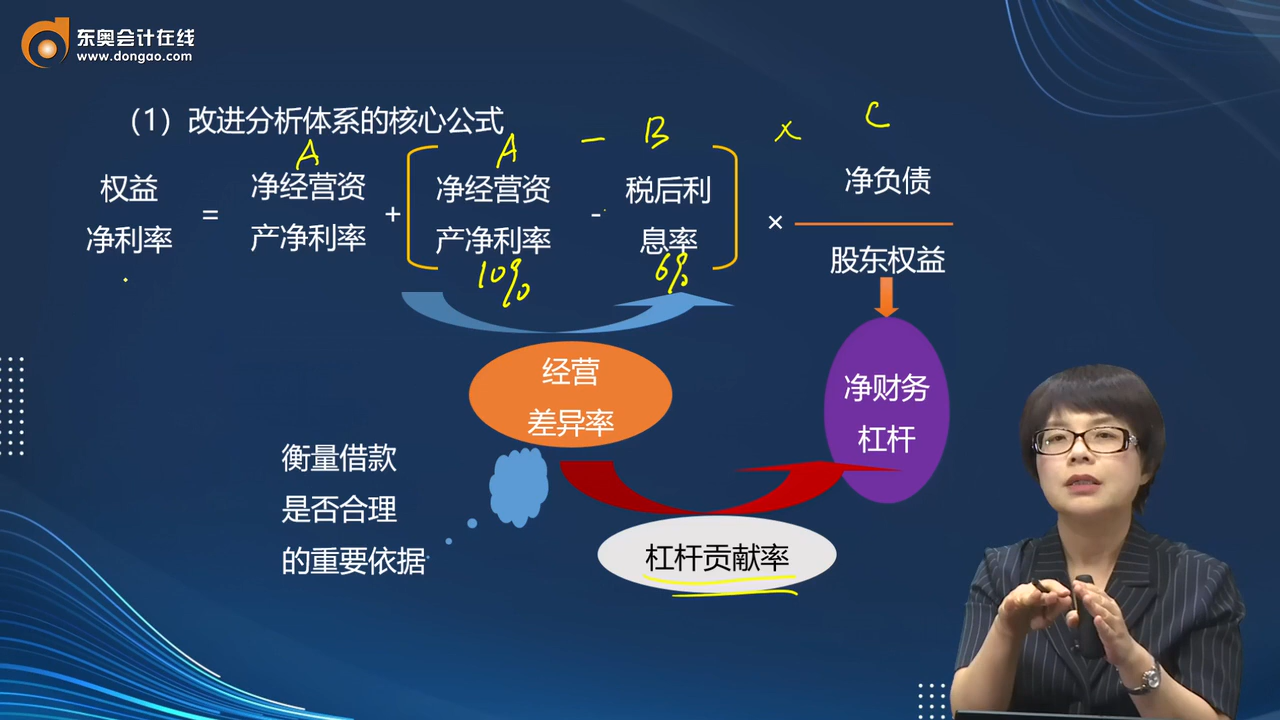 东奥会计在线
www.dongao.com
（1）改进分析体系的核心公式
A A - B × C
权益
净利率
=
净经营资
产净利率
+
净经营资
产净利率
-
税后利
息率
×
净负债
股东权益
10% 6%
经营
差异率
净财务
杠杆
衡量借款
是否合理
的重要依据
杠杆贡献率